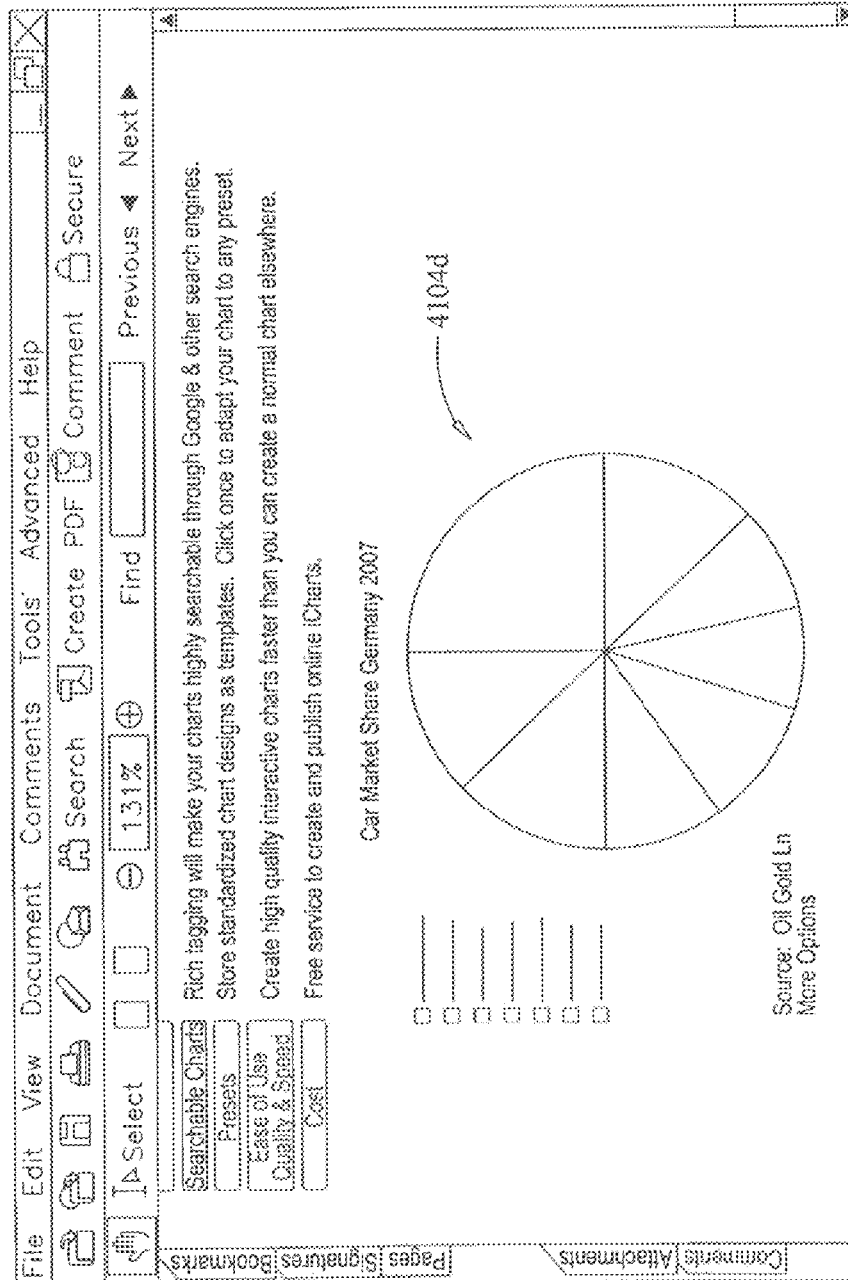 File Edit View Document Comments Tools Advanced Help
Search Create PDF Comment Secure
Select 131% Find Previous Next
Searchable Charts Rich tagging will make your charts highly searchable through Google & other search engines.
Presets Store standardized chart designs as templates. Click once to adapt your chart to any preset.
Ease of Use
Quality & Speed Create high quality interactive charts faster than you can create a normal chart elsewhere.
Cost Free service to create and publish online iCharts.
Bookmarks
Signatures
Pages
Attachments
Comments
Car Market Share Germany 2007
4104d
Source: Oil Gold Ln
More Options